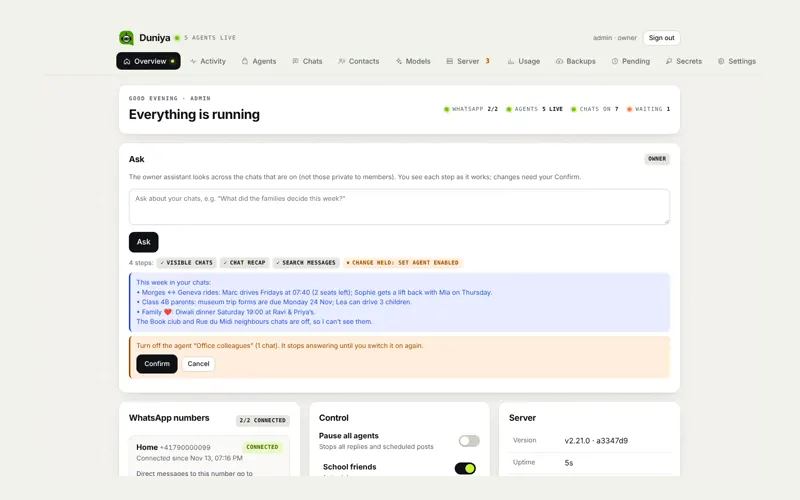 Duniya
5 AGENTS LIVE
admin · owner
Sign out
Overview
Activity
Agents
Chats
Contacts
Models
Server 3
Usage
Backups
Pending
Secrets
Settings
GOOD EVENING · ADMIN
Everything is running
WHATSAPP 2/2
AGENTS 5 LIVE
CHATS ON 7
WAITING 1
Ask
OWNER
The owner assistant looks across the chats that are on (not those private to members). You see each step as it works; changes need your Confirm.
Ask about your chats, e.g. "What did the families decide this week?"
Ask
4 steps:
✓ VISIBLE CHATS
✓ CHAT RECAP
✓ SEARCH MESSAGES
CHANGE HELD: SET AGENT ENABLED
This week in your chats:
• Morges ↔ Geneva rides: Marc drives Fridays at 07:40 (2 seats left); Sophie gets a lift back with Mia on Thursday.
• Class 4B parents: museum trip forms are due Monday 24 Nov; Lea can drive 3 children.
• Family ❤️: Diwali dinner Saturday 19:00 at Ravi & Priya's.
The Book club and Rue du Midi neighbours chats are off, so I can't see them.
Turn off the agent "Office colleagues" (1 chat). It stops answering until you switch it on again.
Confirm
Cancel
WhatsApp numbers
2/2 CONNECTED
Home +41790000099
CONNECTED
Connected since Nov 13, 07:16 PM
Direct messages to this number go to
Control
Pause all agents
Stops all replies and scheduled posts
School friends
Server
Version v2.21.0 · a3347d9
Uptime 5s